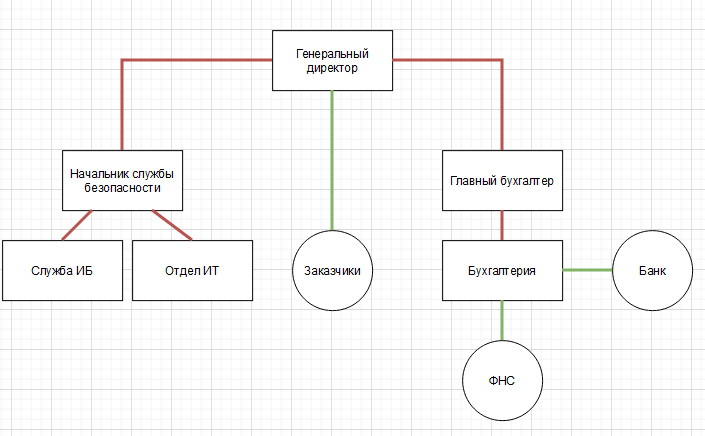 Генеральный
директор
Начальник службы
безопасности
Главный бухгалтер
Служба ИБ
Отдел ИТ
Заказчики
Бухгалтерия
Банк
ФНС